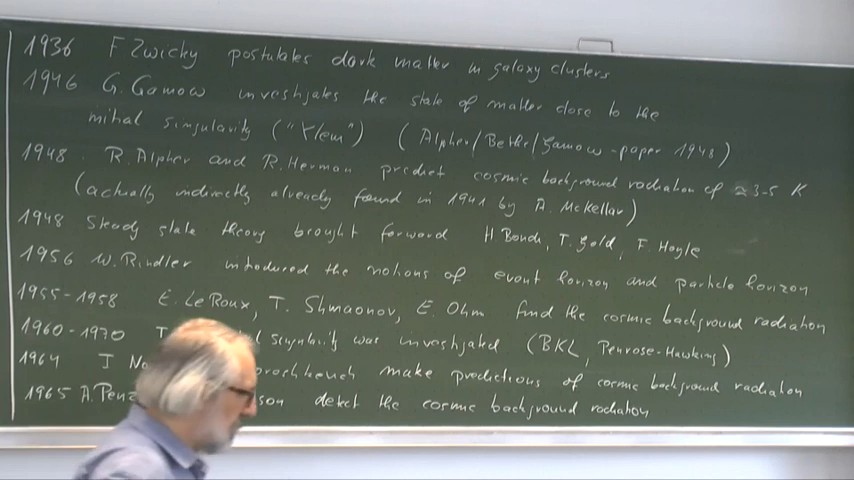 1936 F Zwicky postulates dark matter in galaxy clusters
1946 G. Gamow investigates the state of matter close to the
initial singularity ("Ylem") (Alpher/Bethe/Gamow-paper 1948)
1948 R. Alpher and R. Herman predict cosmic background radiation of ≈ 3-5 K
(actually indirectly already found in 1941 by A. McKellar)
1948 Steady state theory brought forward H Bondi, T. Gold, F. Hoyle
1956 W. Rindler introduced the notions of event horizon and particle horizon
1955-1958 E. Le Roux, T. Shmaonov, E. Ohm find the cosmic background radiation
1960-1970 singularity was investigated (BKL, Penrose-Hawking)
1964 I No make predictions of cosmic background radiation
1965 A. Penz son detect the cosmic background radiation